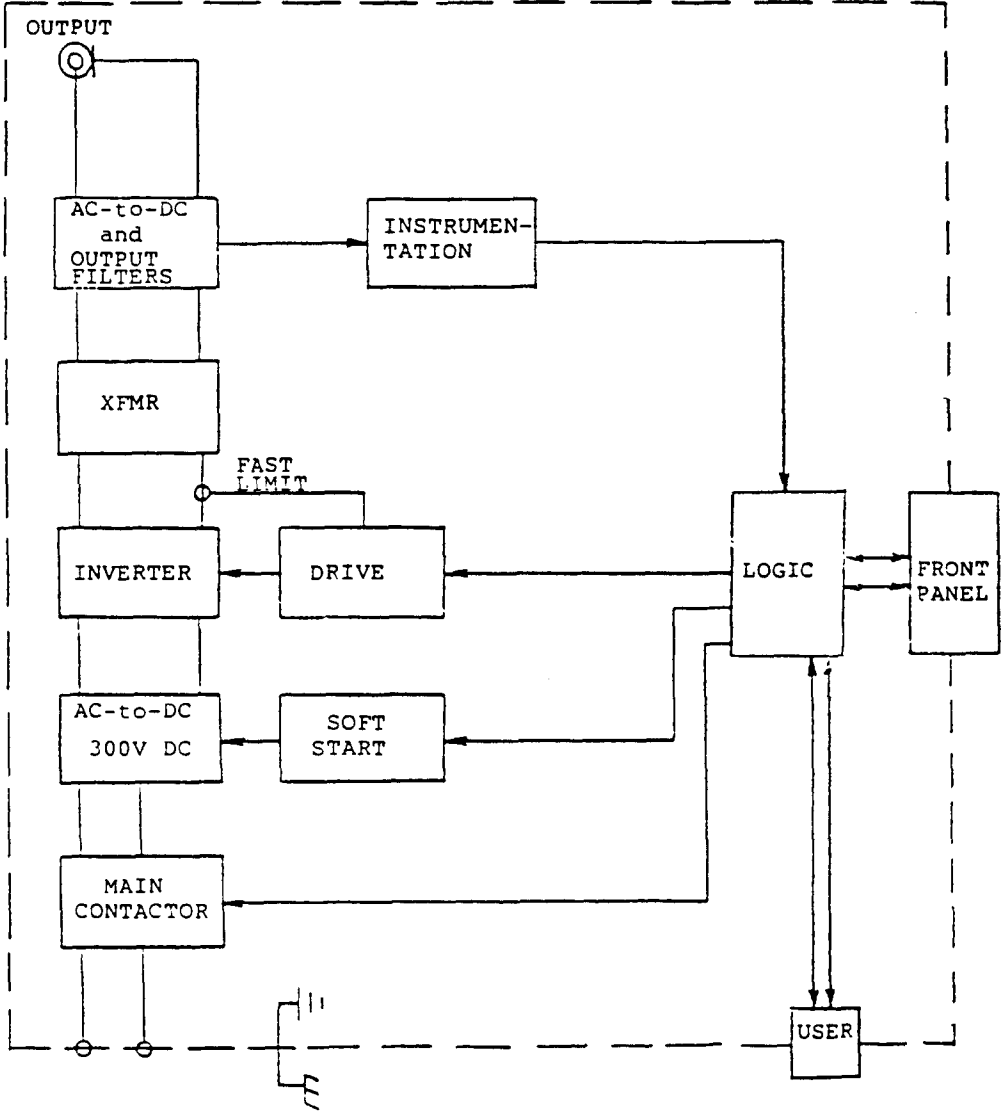 OUTPUT
AC-to-DC
and
OUTPUT
FILTERS
INSTRUMEN-
TATION
XFMR
FAST
LIMIT
INVERTER
DRIVE
LOGIC
FRONT
PANEL
AC-to-DC
300V DC
SOFT
START
MAIN
CONTACTOR
USER